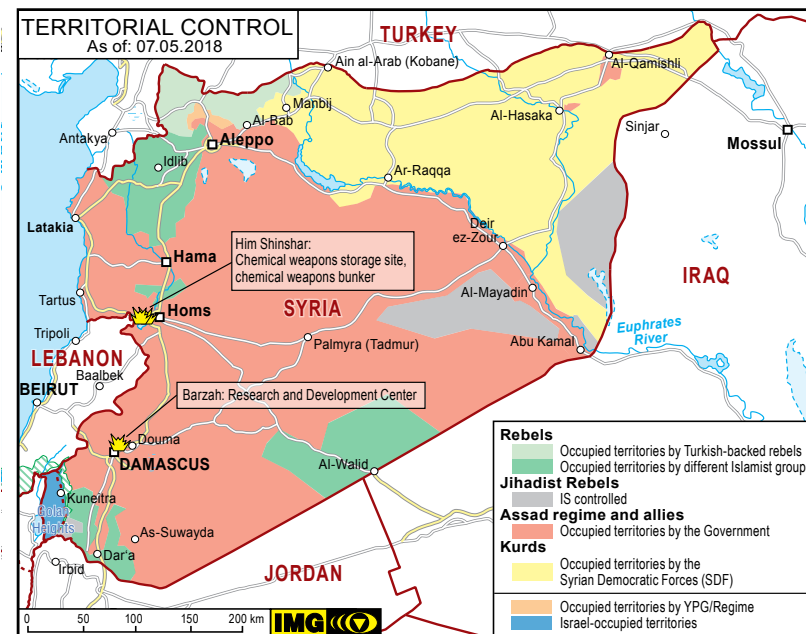 TERRITORIAL CONTROL
As of: 07.05.2018
TURKEY
Ain al-Arab (Kobane)
Al-Qamishli
Manbij
Al-Bab
Al-Hasaka
Antakya
Aleppo
Sinjar
Mossul
Idlib
Ar-Raqqa
Latakia
Deir
ez-Zour
Him Shinshar:
Chemical weapons storage site,
chemical weapons bunker
Hama
IRAQ
Tartus
Al-Mayadin
Homs
SYRIA
Tripoli
Palmyra (Tadmur)
Abu Kamal
Euphrates
River
LEBANON
Baalbek
BEIRUT
Barzah: Research and Development Center
Douma
DAMASCUS
Al-Walid
Kuneitra
Golan
Heights
As-Suwayda
Dar'a
Irbid
JORDAN
Rebels
Occupied territories by Turkish-backed rebels
Occupied territories by different Islamist group
Jihadist Rebels
IS controlled
Assad regime and allies
Occupied territories by the Government
Kurds
Occupied territories by the
Syrian Democratic Forces (SDF)
Occupied territories by YPG/Regime
Israel-occupied territories
0 50 100 150 200 km
IMG